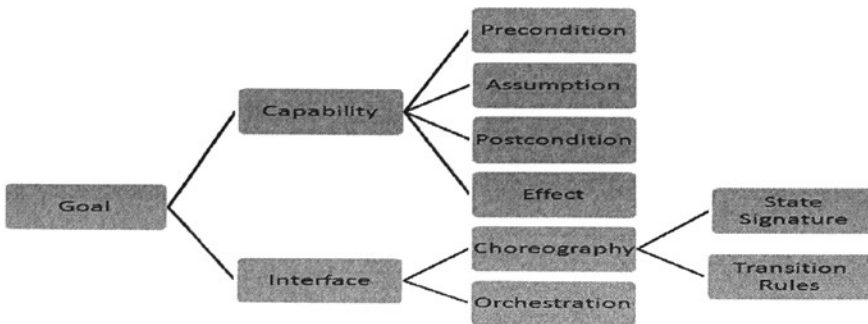 Precondition
Assumption
Capability
Postcondition
Effect
Goal
State
Signature
Choreography
Interface
Transition
Rules
Orchestration